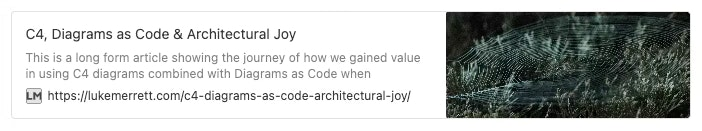 C4, Diagrams as Code & Architectural Joy
This is a long form article showing the journey of how we gained value
in using C4 diagrams combined with Diagrams as Code when
LM https://lukemerrett.com/c4-diagrams-as-code-architectural-joy/